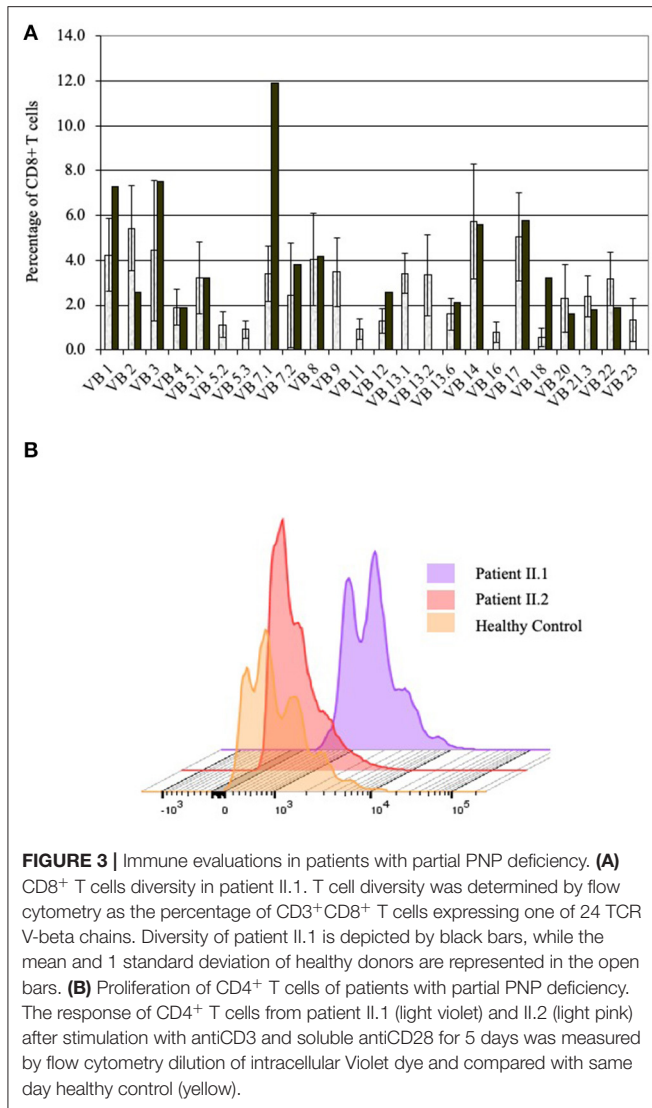 A
14.0
12.0
10.0
8.0
6.0
4.0
2.0
0.0
Percentage of CD8+ T cells
VB 1
VB 2
VB 3
VB 4
VB 5.1
VB 5.2
VB 5.3
VB 7.1
VB 7.2
VB 8
VB 9
VB 11
VB 12
VB 13.1
VB 13.2
VB 13.6
VB 14
VB 16
VB 17
VB 18
VB 20
VB 21.3
VB 22
VB 23
B
Patient II.1
Patient II.2
Healthy Control
-10³ 0 10³ 10⁴ 10⁵
FIGURE 3 | Immune evaluations in patients with partial PNP deficiency. (A)
CD8⁺ T cells diversity in patient II.1. T cell diversity was determined by flow
cytometry as the percentage of CD3⁺CD8⁺ T cells expressing one of 24 TCR
V-beta chains. Diversity of patient II.1 is depicted by black bars, while the
mean and 1 standard deviation of healthy donors are represented in the open
bars. (B) Proliferation of CD4⁺ T cells of patients with partial PNP deficiency.
The response of CD4⁺ T cells from patient II.1 (light violet) and II.2 (light pink)
after stimulation with antiCD3 and soluble antiCD28 for 5 days was measured
by flow cytometry dilution of intracellular Violet dye and compared with same
day healthy control (yellow).